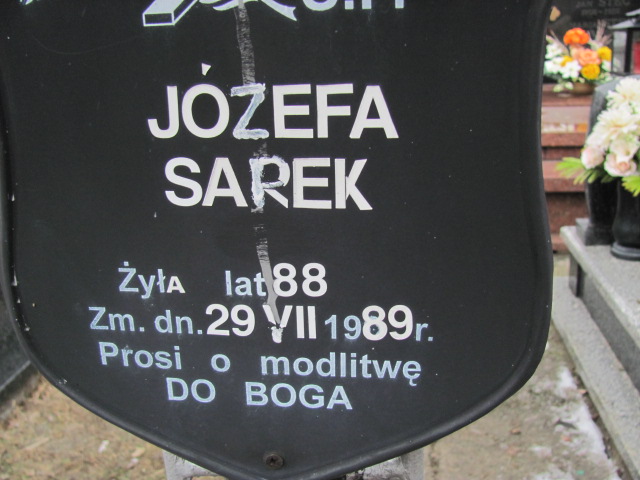 JÓZEFA
SAREK
Żyła lat 88
Zm. dn. 29 VII 1989 r.
Prosi o modlitwę
DO BOGA